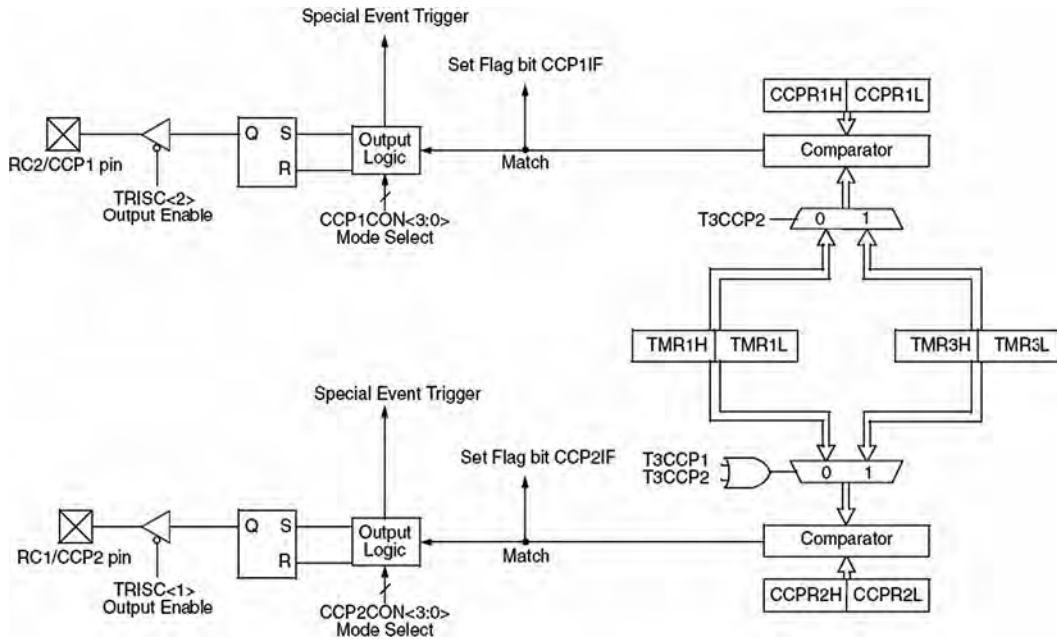 Special Event Trigger
Set Flag bit CCP1IF
CCPR1H CCPR1L
Q S
R
Output
Logic
Comparator
RC2/CCP1 pin
Match
TRISC<2>
Output Enable
CCP1CON<3:0>
Mode Select
T3CCP2
0 1
TMR1H TMR1L
TMR3H TMR3L
Special Event Trigger
Set Flag bit CCP2IF
T3CCP1
T3CCP2
0 1
Q S
R
Output
Logic
Comparator
RC1/CCP2 pin
Match
TRISC<1>
Output Enable
CCP2CON<3:0>
Mode Select
CCPR2H CCPR2L